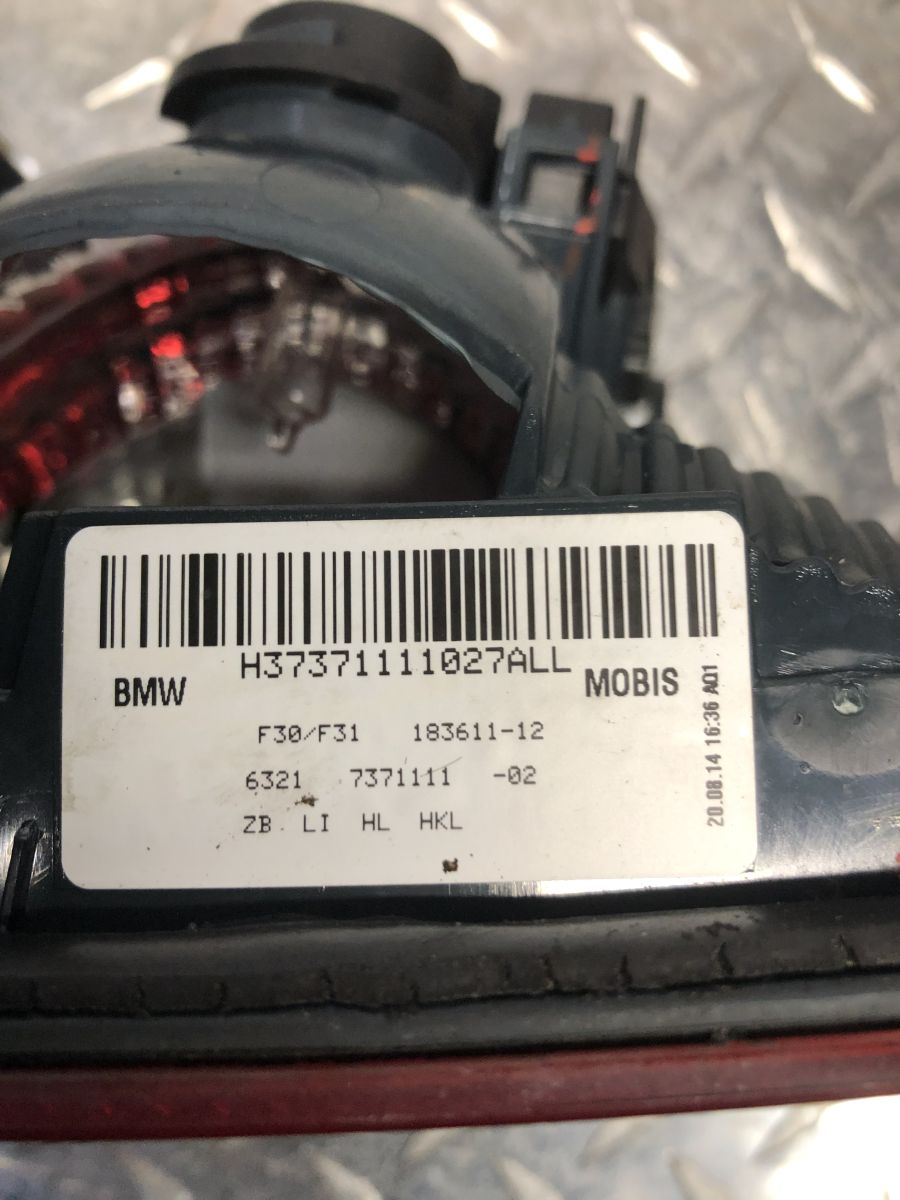 H37371111027ALL
BMW
MOBIS
F30/F31 183611-12
6321 7371111 -02
ZB LI HL HKL
20.08.14 16:36 A01